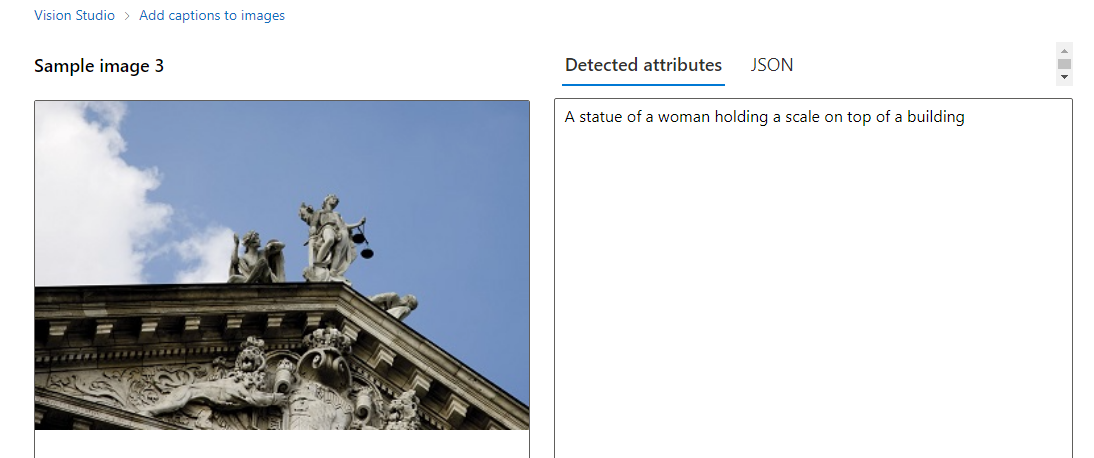 Vision Studio > Add captions to images
Sample image 3
Detected attributes JSON
A statue of a woman holding a scale on top of a building